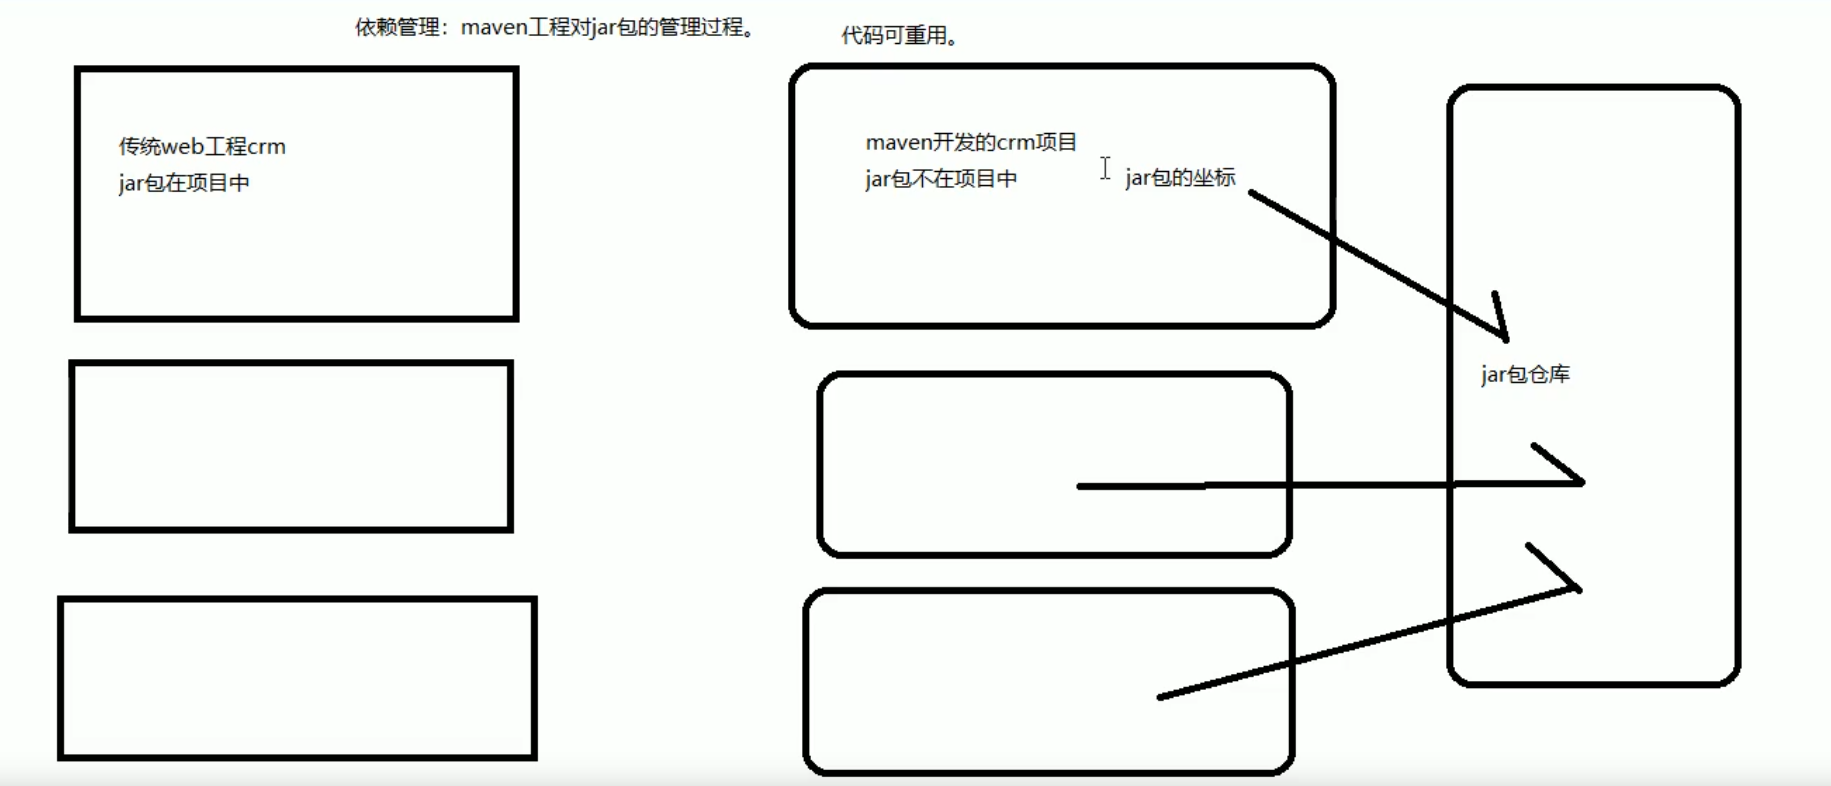 依赖管理：maven工程对jar包的管理过程。
代码可重用。
传统web工程crm
jar包在项目中
maven开发的crm项目
jar包不在项目中
jar包的坐标
jar包仓库